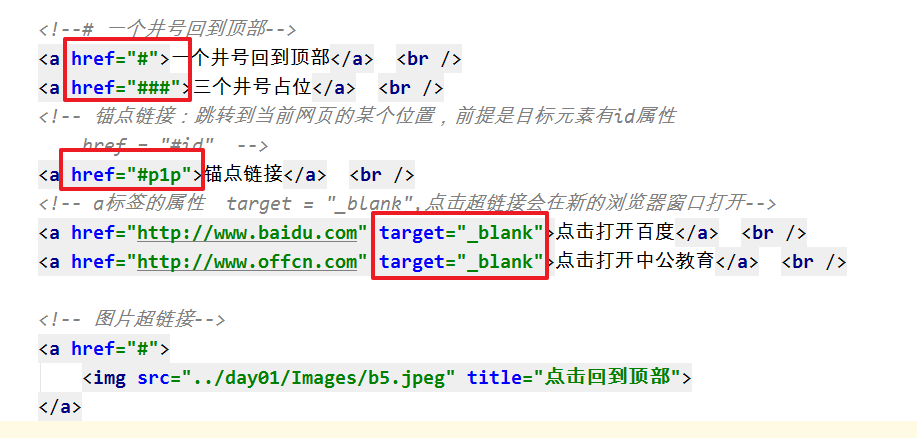 <!--# 一个井号回到顶部-->
<a href="#">一个井号回到顶部</a> <br />
<a href="###">三个井号占位</a> <br />
<!-- 锚点链接：跳转到当前网页的某个位置，前提是目标元素有id属性
href = "#id" -->
<a href="#p1p">锚点链接</a> <br />
<!-- a标签的属性 target = "_blank",点击超链接会在新的浏览器窗口打开-->
<a href="http://www.baidu.com" target="_blank">点击打开百度</a> <br />
<a href="http://www.offcn.com" target="_blank">点击打开中公教育</a> <br />
<!-- 图片超链接-->
<a href="#">
<img src="../day01/Images/b5.jpeg" title="点击回到顶部">
</a>